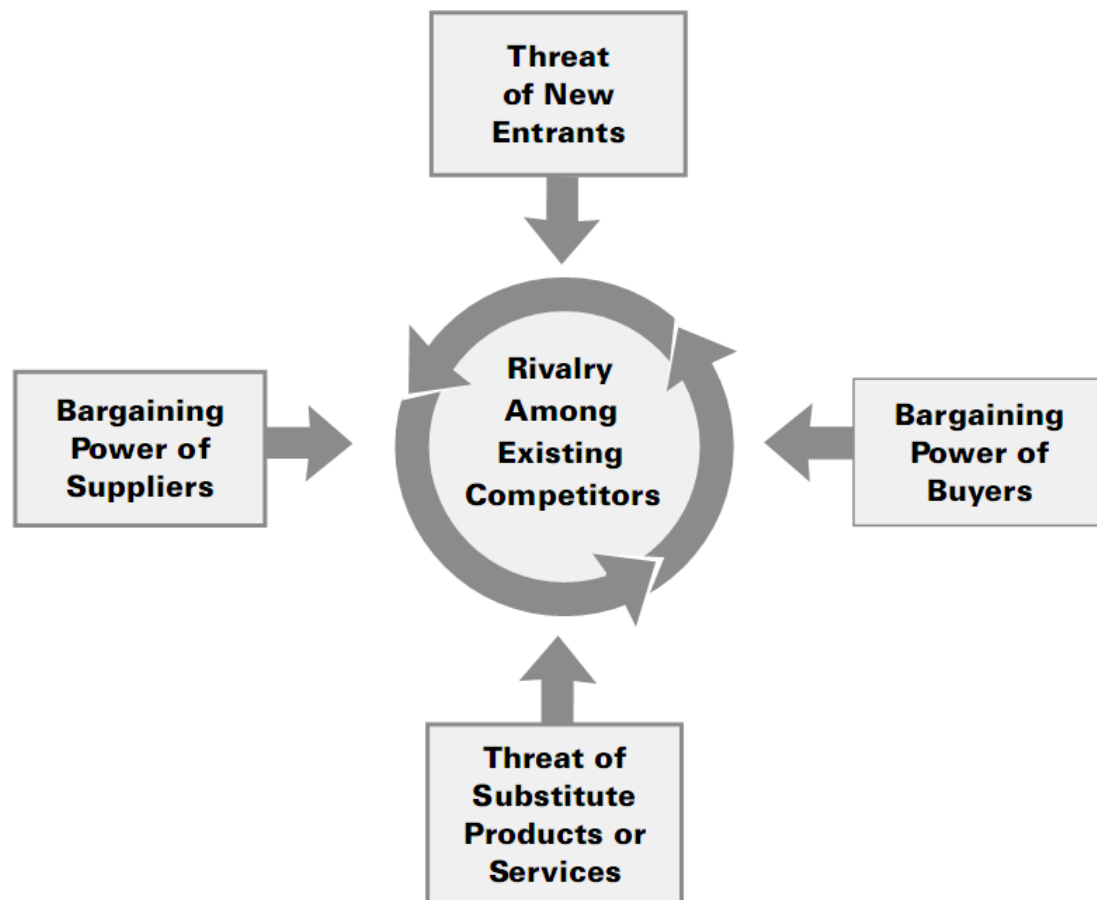 Threat
of New
Entrants
Bargaining
Power of
Suppliers
Rivalry
Among
Existing
Competitors
Bargaining
Power of
Buyers
Threat of
Substitute
Products or
Services